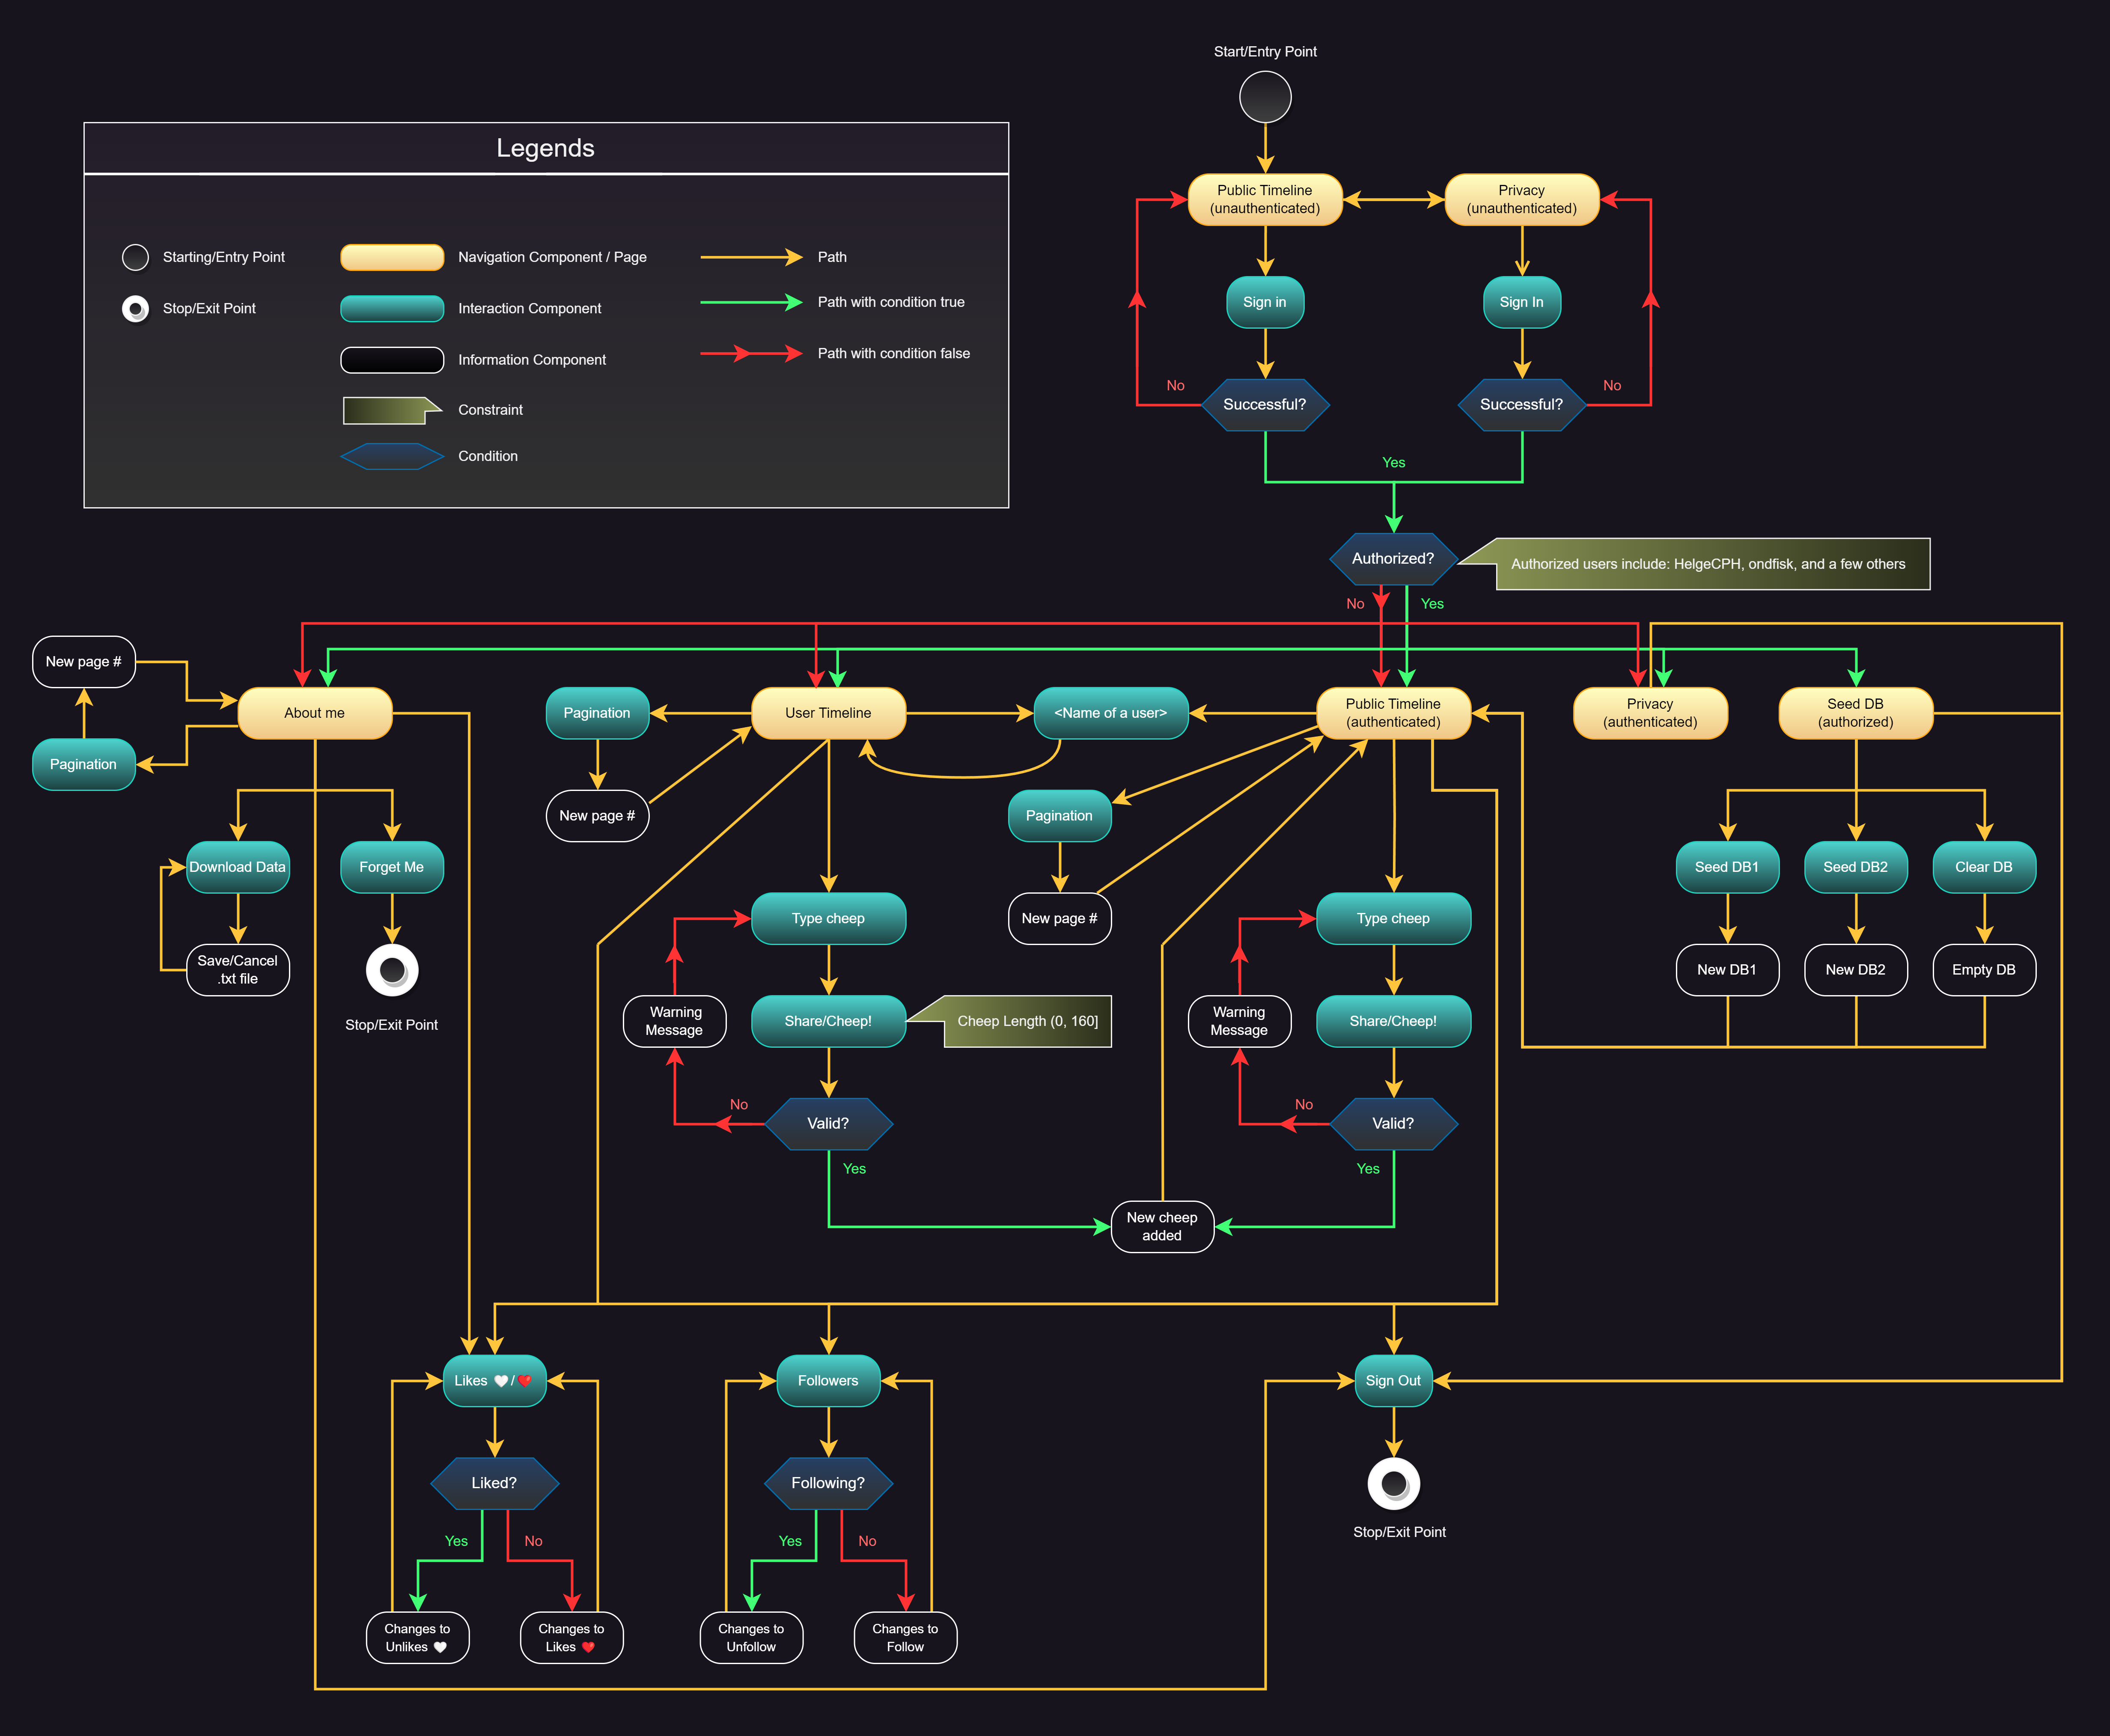 Start/Entry Point
Legends
Starting/Entry Point
Navigation Component / Page
Path
Stop/Exit Point
Interaction Component
Path with condition true
Information Component
Path with condition false
Constraint
Condition
Public Timeline
(unauthenticated)
Privacy
(unauthenticated)
Sign in
Sign In
No
Successful?
Successful?
No
Yes
Authorized?
Authorized users include: HelgeCPH, ondfisk, and a few others
No
Yes
New page #
About me
Pagination
User Timeline
<Name of a user>
Public Timeline
(authenticated)
Privacy
(authenticated)
Seed DB
(authorized)
Pagination
New page #
Pagination
Download Data
Forget Me
Seed DB1
Seed DB2
Clear DB
Type cheep
New page #
Type cheep
Save/Cancel
.txt file
New DB1
New DB2
Empty DB
Stop/Exit Point
Warning
Message
Share/Cheep!
Cheep Length (0, 160]
Warning
Message
Share/Cheep!
No
Valid?
No
Valid?
Yes
Yes
New cheep
added
Likes 🤍/❤️
Followers
Sign Out
Liked?
Following?
Stop/Exit Point
Yes
No
Yes
No
Changes to
Unlikes 🤍
Changes to
Likes ❤️
Changes to
Unfollow
Changes to
Follow